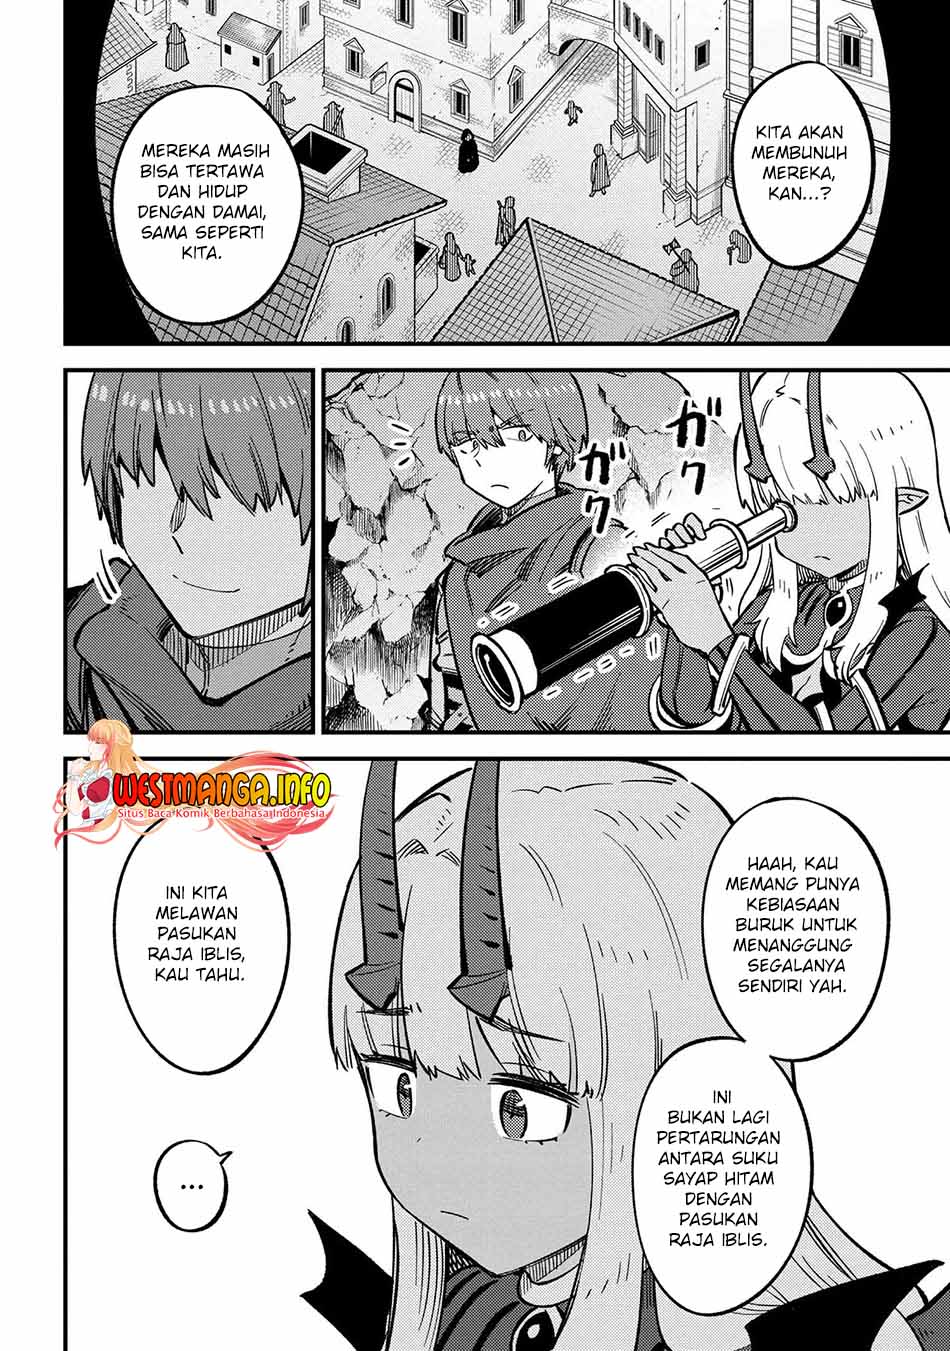 KITA AKAN
MEMBUNUH
MEREKA,
KAN...?
MEREKA MASIH
BISA TERTAWA
DAN HIDUP
DENGAN DAMAI,
SAMA SEPERTI
KITA.
ガガ
ガク
WESTMANGA.INFO
Situs Baca Komik Berbahasa Indonesia
HAAH, KAU
MEMANG PUNYA
KEBIASAAN
BURUK UNTUK
MENANGGUNG
SEGALANYA
SENDIRI YAH.
INI
BUKAN LAGI
PERTARUNGAN
ANTARA SUKU
SAYAP HITAM
DENGAN
PASUKAN
RAJA IBLIS.
INI KITA
MELAWAN
PASUKAN
RAJA IBLIS,
KAU TAHU.
...